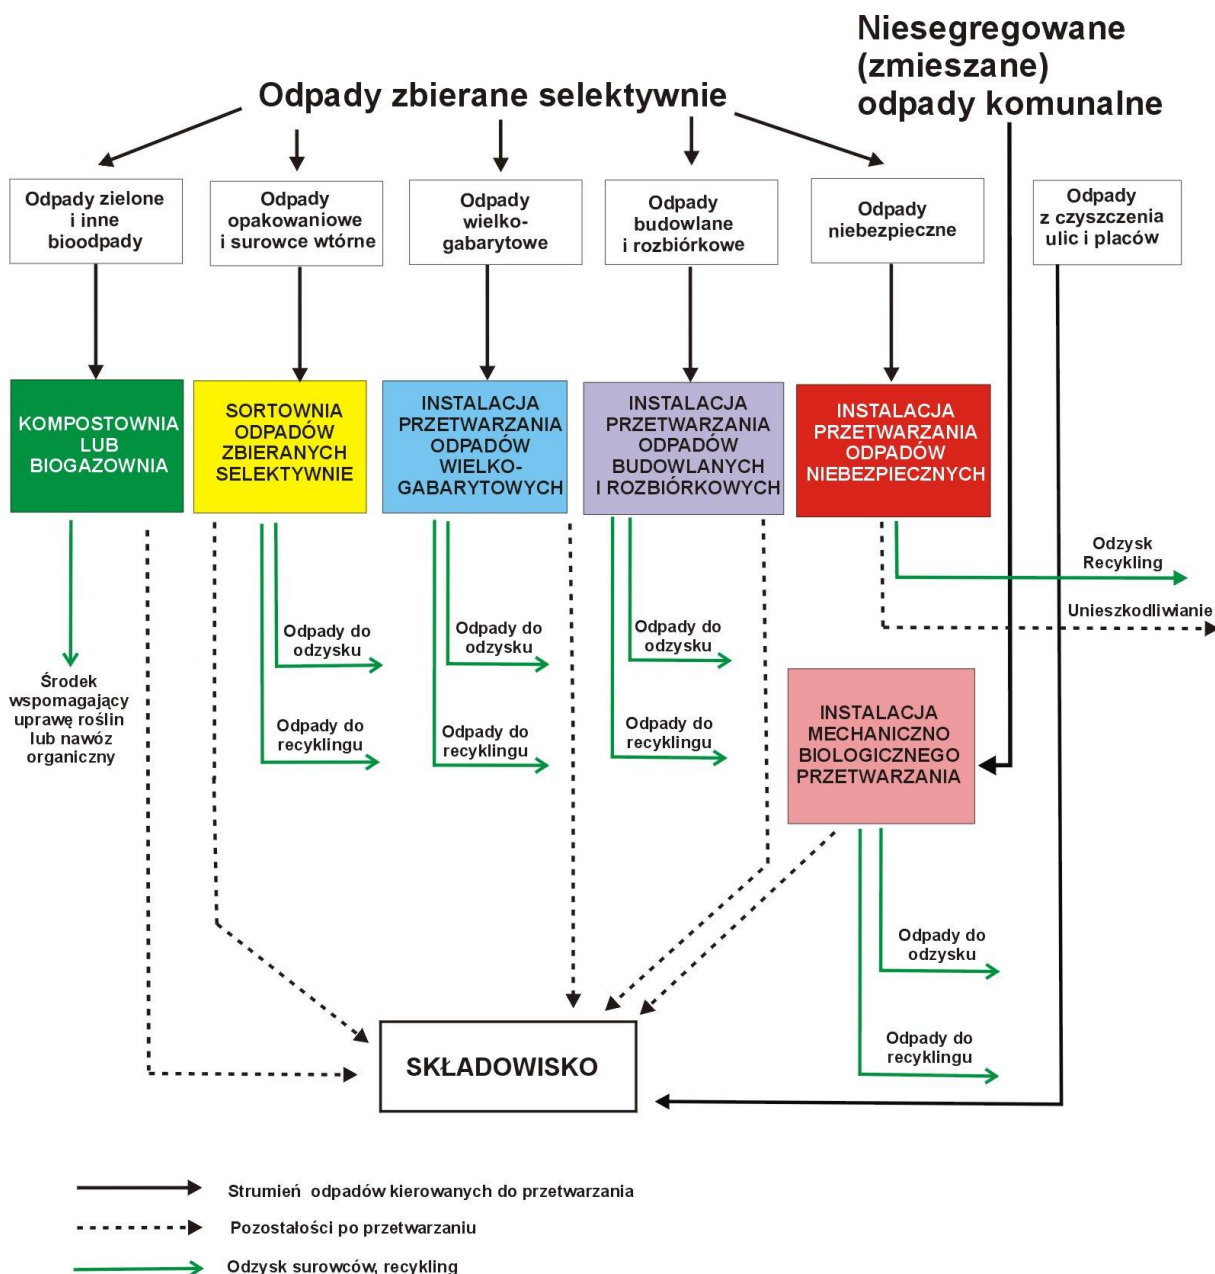 Niesegregowane
(zmieszane)
odpady komunalne
Odpady zbierane selektywnie
Odpady zielone
i inne
bioodpady
Odpady
opakowaniowe
i surowce wtórne
Odpady
wielko-
gabarytowe
Odpady
budowlane
i rozbiórkowe
Odpady
niebezpieczne
Odpady
z czyszczenia
ulic i placów
KOMPOSTOWNIA
LUB
BIOGAZOWNIA
SORTOWNIA
ODPADÓW
ZBIERANYCH
SELEKTYWNIE
INSTALACJA
PRZETWARZANIA
ODPADÓW
WIELKO-
GABARYTOWYCH
INSTALACJA
PRZETWARZANIA
ODPADÓW
BUDOWLANYCH
I ROZBIÓRKOWYCH
INSTALACJA
PRZETWARZANIA
ODPADÓW
NIEBEZPIECZNYCH
Odzysk
Recykling
Unieszkodliwianie
Środek
wspomagający
uprawę roślin
lub nawóz
organiczny
Odpady do
odzysku
Odpady do
recyklingu
Odpady do
odzysku
Odpady do
recyklingu
Odpady do
odzysku
Odpady do
recyklingu
INSTALACJA
MECHANICZNO
BIOLOGICZNEGO
PRZETWARZANIA
Odpady do
odzysku
Odpady do
recyklingu
SKŁADOWISKO
Strumień odpadów kierowanych do przetwarzania
Pozostałości po przetwarzaniu
Odzysk surowców, recykling